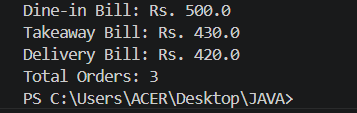 Dine-in Bill: Rs. 500.0
Takeaway Bill: Rs. 430.0
Delivery Bill: Rs. 420.0
Total Orders: 3
PS C:\Users\ACER\Desktop\JAVA>